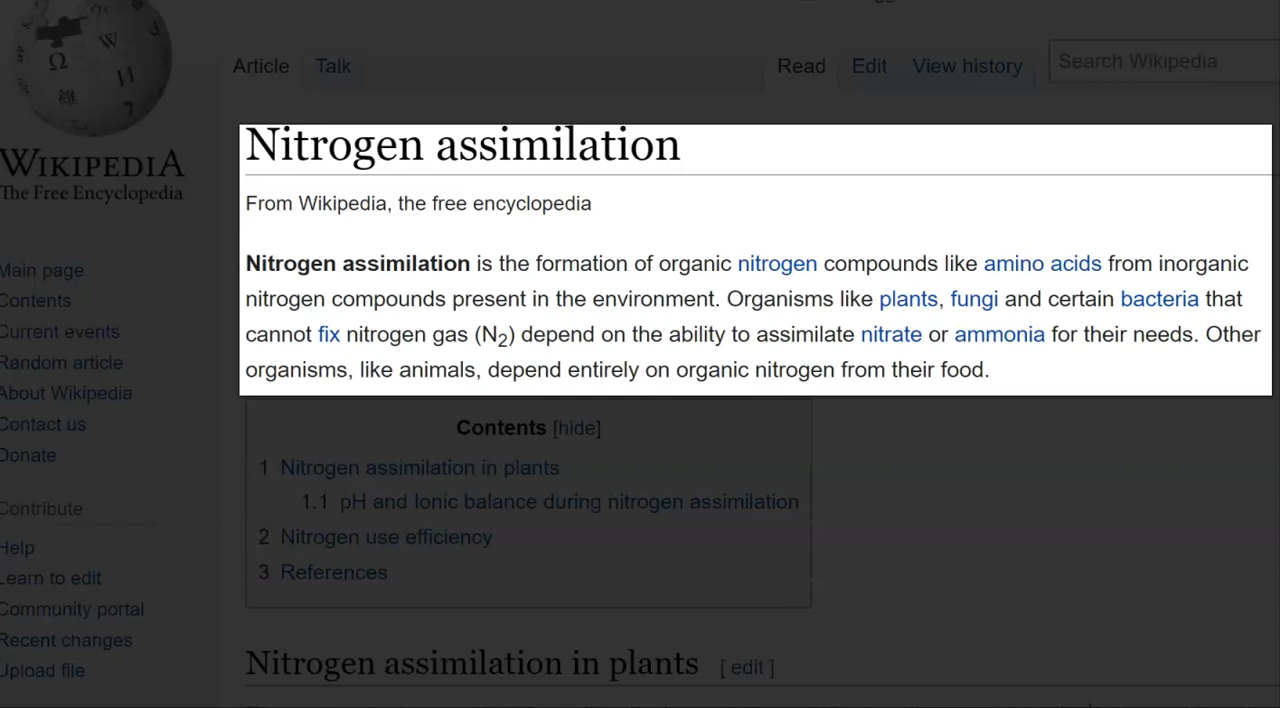 Article Talk Read Edit View history Search Wikipedia
WIKIPEDIA
The Free Encyclopedia
Nitrogen assimilation
From Wikipedia, the free encyclopedia
Nitrogen assimilation is the formation of organic nitrogen compounds like amino acids from inorganic
nitrogen compounds present in the environment. Organisms like plants, fungi and certain bacteria that
cannot fix nitrogen gas (N₂) depend on the ability to assimilate nitrate or ammonia for their needs. Other
organisms, like animals, depend entirely on organic nitrogen from their food.
Main page
Contents
Current events
Random article
About Wikipedia
Contact us
Donate
Contribute
Help
Learn to edit
Community portal
Recent changes
Upload file
Contents [hide]
1 Nitrogen assimilation in plants
1.1 pH and Ionic balance during nitrogen assimilation
2 Nitrogen use efficiency
3 References
Nitrogen assimilation in plants [ edit ]